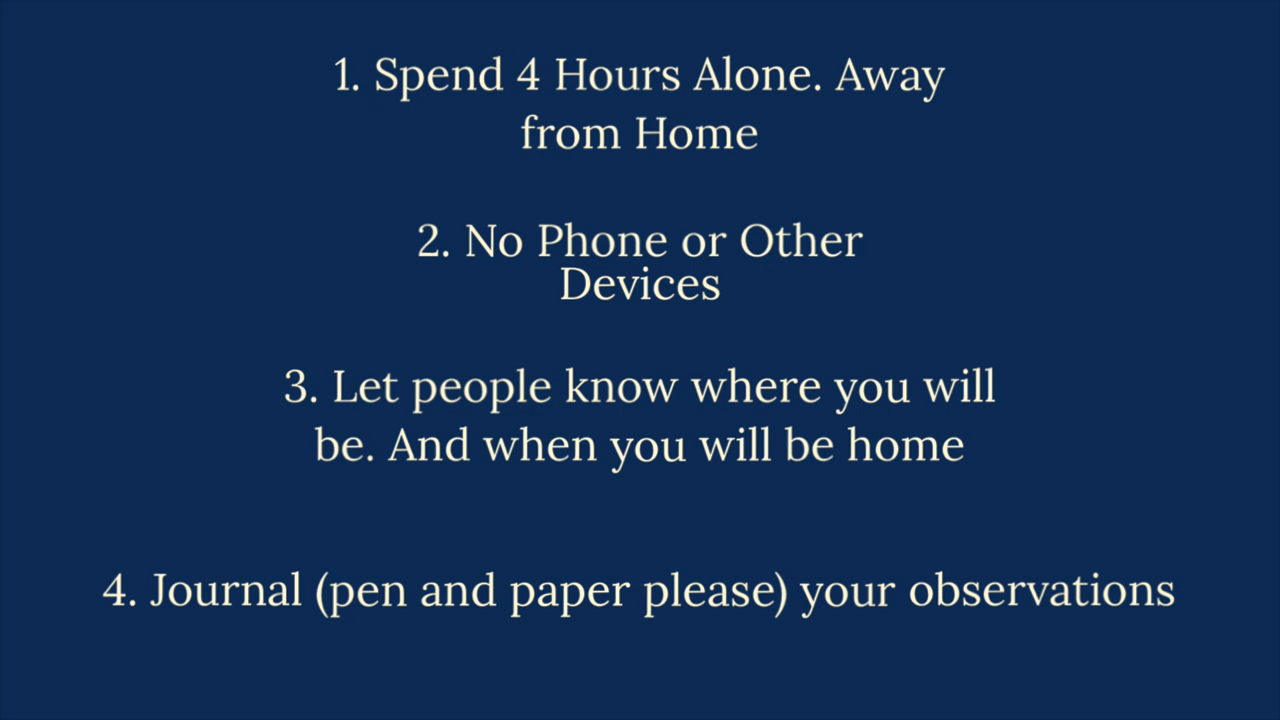 1. Spend 4 Hours Alone. Away
from Home
2. No Phone or Other
Devices
3. Let people know where you will
be. And when you will be home
4. Journal (pen and paper please) your observations